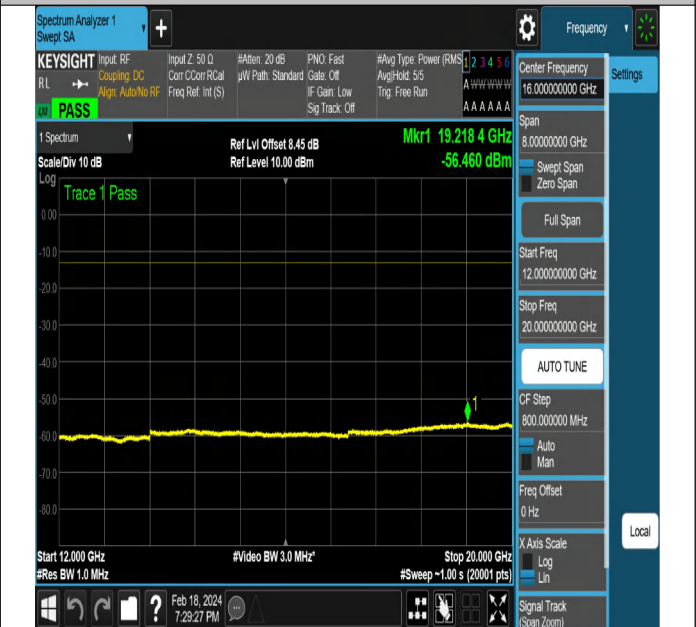 Spectrum Analyzer 1
Swept SA
+
Frequency
KEYSIGHT
RL
PASS
Input: RF
Coupling: DC
Align: Auto/No RF
Input Z: 50 Ω
Corr CCorr RCal
Freq Ref: Int (S)
#Atten: 20 dB
µW Path: Standard
PNO: Fast
Gate: Off
IF Gain: Low
Sig Track: Off
#Avg Type: Power (RMS
Avg|Hold: 5/5
Trig: Free Run
1 2 3 4 5 6
A W W W W W
A A A A A A
1 Spectrum
Scale/Div 10 dB
Ref Lvl Offset 8.45 dB
Ref Level 10.00 dBm
Mkr1 19.218 4 GHz
-56.460 dBm
Log
Trace 1 Pass
0.00
-10.0
-20.0
-30.0
-40.0
-50.0
-60.0
-70.0
-80.0
1
Start 12.000 GHz
#Res BW 1.0 MHz
#Video BW 3.0 MHz*
Stop 20.000 GHz
#Sweep ~1.00 s (20001 pts)
Feb 18, 2024
7:29:27 PM
?
Center Frequency
16.000000000 GHz
Span
8.00000000 GHz
Swept Span
Zero Span
Full Span
Start Freq
12.000000000 GHz
Stop Freq
20.000000000 GHz
AUTO TUNE
CF Step
800.000000 MHz
Auto
Man
Freq Offset
0 Hz
X Axis Scale
Log
Lin
Signal Track
(Span Zoom)
Settings
Local